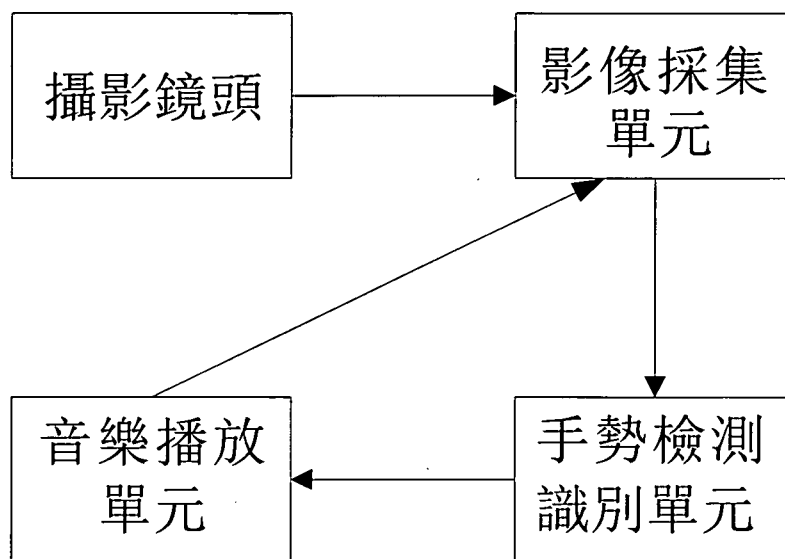 攝影鏡頭
影像採集
單元
音樂播放
單元
手勢檢測
識別單元